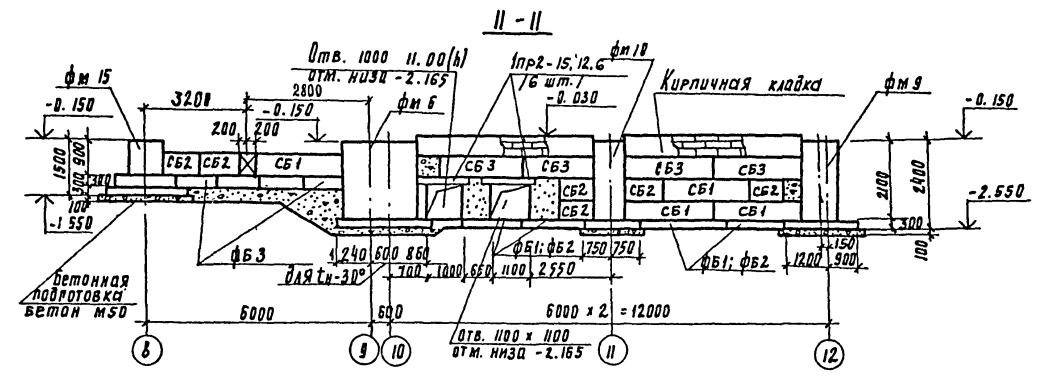 II - II
Отв. 1000 11.00(h)
отм. низа -2.165
1пр2-15.12.6
/6 шт./
фм 10
фм 15
3200
2800
фм 6
-0.030
Кирпичная кладка
фм 9
-0.150
-0.150
-0.150
200
200
1500
900
СБ2
СБ2
СБ1
СБ3
СБ3
СБ3
СБ3
СБ2
СБ2
СБ1
СБ2
СБ2
СБ1
СБ1
2100
2400
300
500
100
-1.550
-2.550
300
100
фБ3
1240
600
860
фБ1; фБ2
750
750
фБ1; фБ2
150
1200
900
для tн-30°
700
1000
650
1100
2550
бетонная
подготовка
бетон М50
6000
600
6000 × 2 = 12000
Отв. 1100 × 1100
отм. низа -2.165
8
9
10
11
12